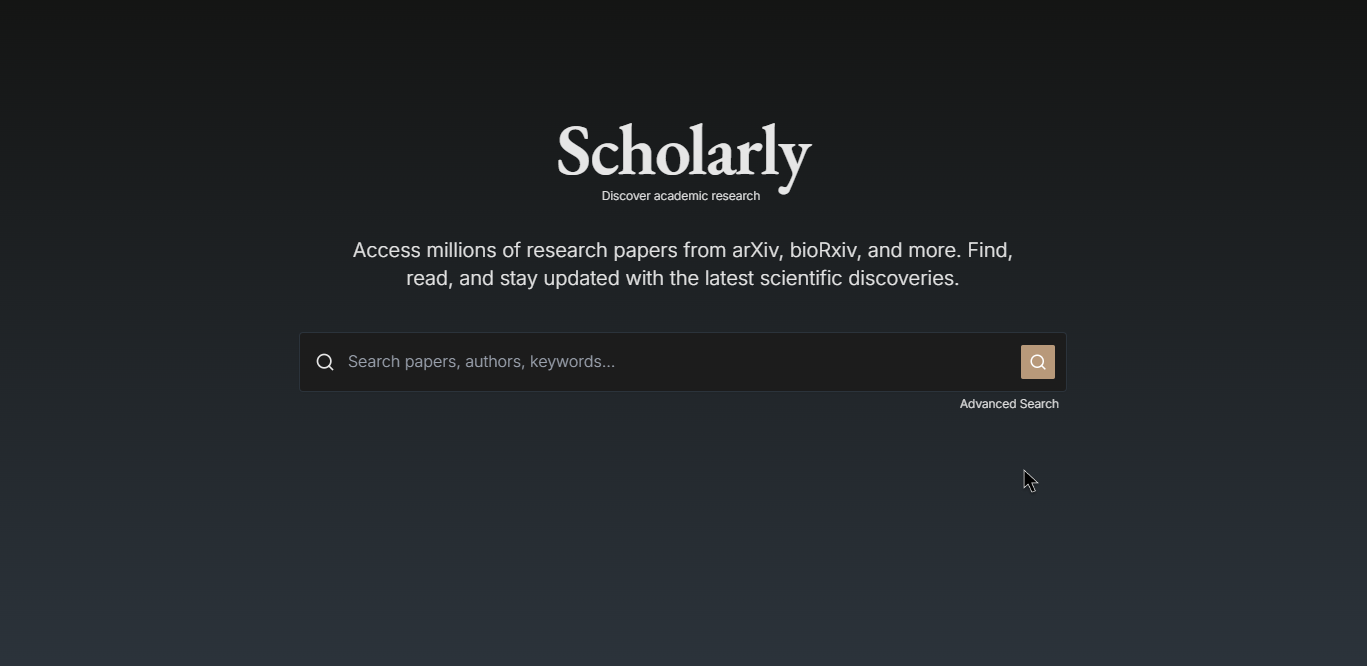 Scholarly
Discover academic research
Access millions of research papers from arXiv, bioRxiv, and more. Find,
read, and stay updated with the latest scientific discoveries.
Search papers, authors, keywords...
Advanced Search